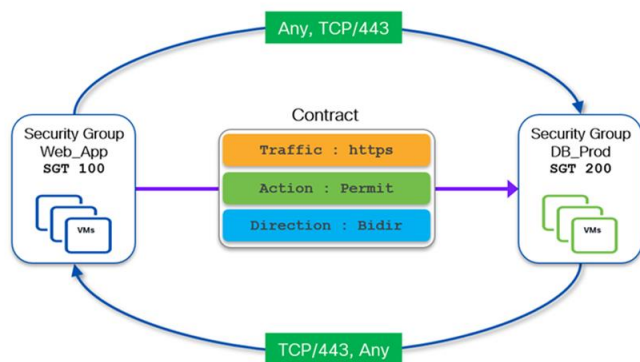 Any, TCP/443
Security Group
Web_App
SGT 100
VMs
Contract
Traffic : https
Action : Permit
Direction : Bidir
Security Group
DB_Prod
SGT 200
VMs
TCP/443, Any